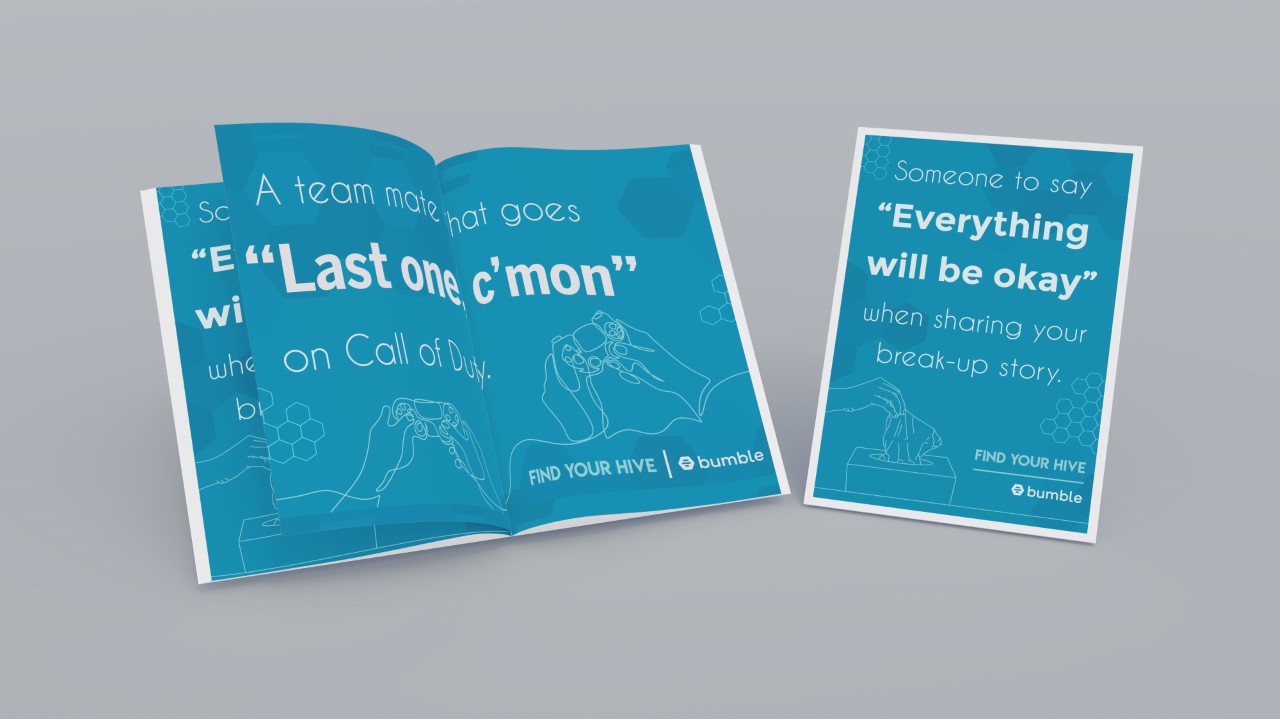 A team mate that goes
“Last one, c’mon”
on Call of Duty.
FIND YOUR HIVE | bumble
Someone to say
“Everything
will be okay”
when sharing your
break-up story.
FIND YOUR HIVE
bumble